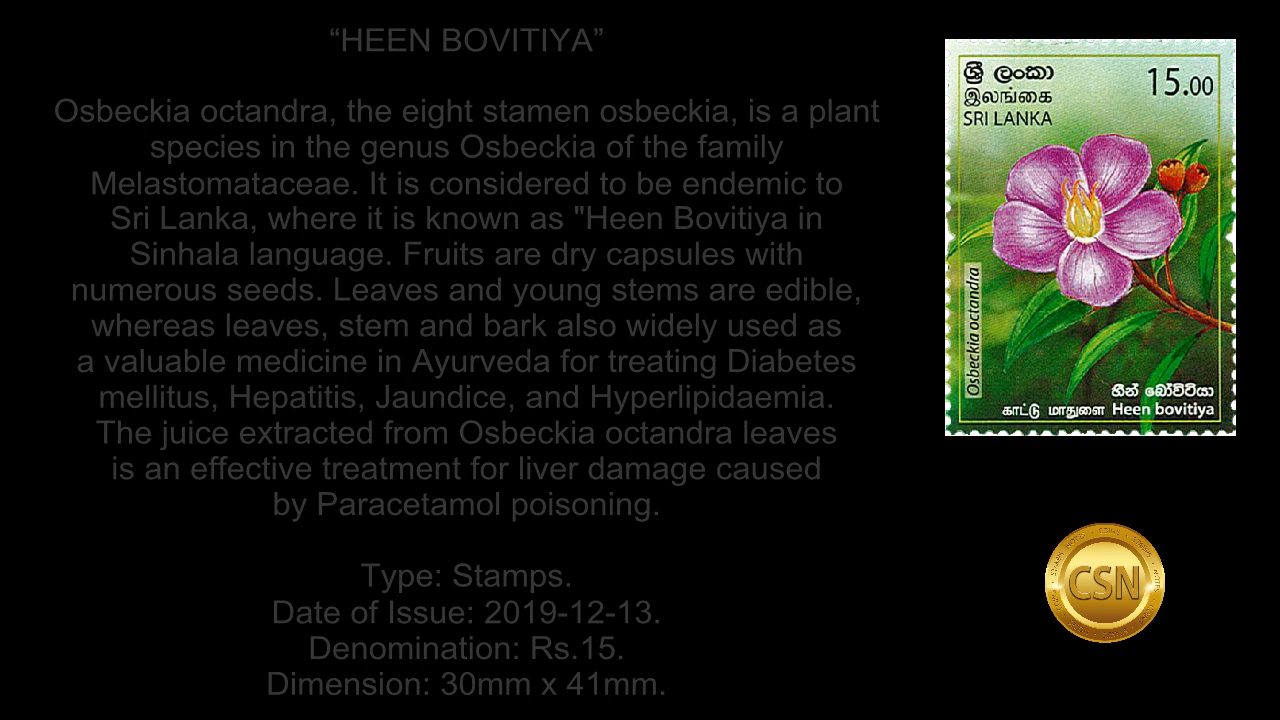 “HEEN BOVITIYA”
Osbeckia octandra, the eight stamen osbeckia, is a plant
species in the genus Osbeckia of the family
Melastomataceae. It is considered to be endemic to
Sri Lanka, where it is known as "Heen Bovitiya in
Sinhala language. Fruits are dry capsules with
numerous seeds. Leaves and young stems are edible,
whereas leaves, stem and bark also widely used as
a valuable medicine in Ayurveda for treating Diabetes
mellitus, Hepatitis, Jaundice, and Hyperlipidaemia.
The juice extracted from Osbeckia octandra leaves
is an effective treatment for liver damage caused
by Paracetamol poisoning.
Type: Stamps.
Date of Issue: 2019-12-13.
Denomination: Rs.15.
Dimension: 30mm x 41mm.
ශ්‍රී ලංකා
இலங்கை
SRI LANKA
15.00
Osbeckia octandra
හීන් බෝවිටියා
காட்டு மாதுளை Heen bovitiya
CSN